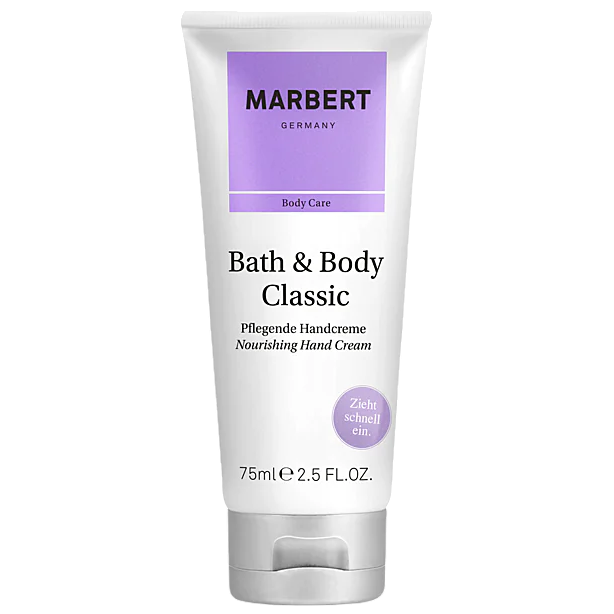 MARBERT
GERMANY
Body Care
Bath & Body
Classic
Pflegende Handcreme
Nourishing Hand Cream
Zieht
schnell
ein.
75ml ℮ 2.5 FL.OZ.